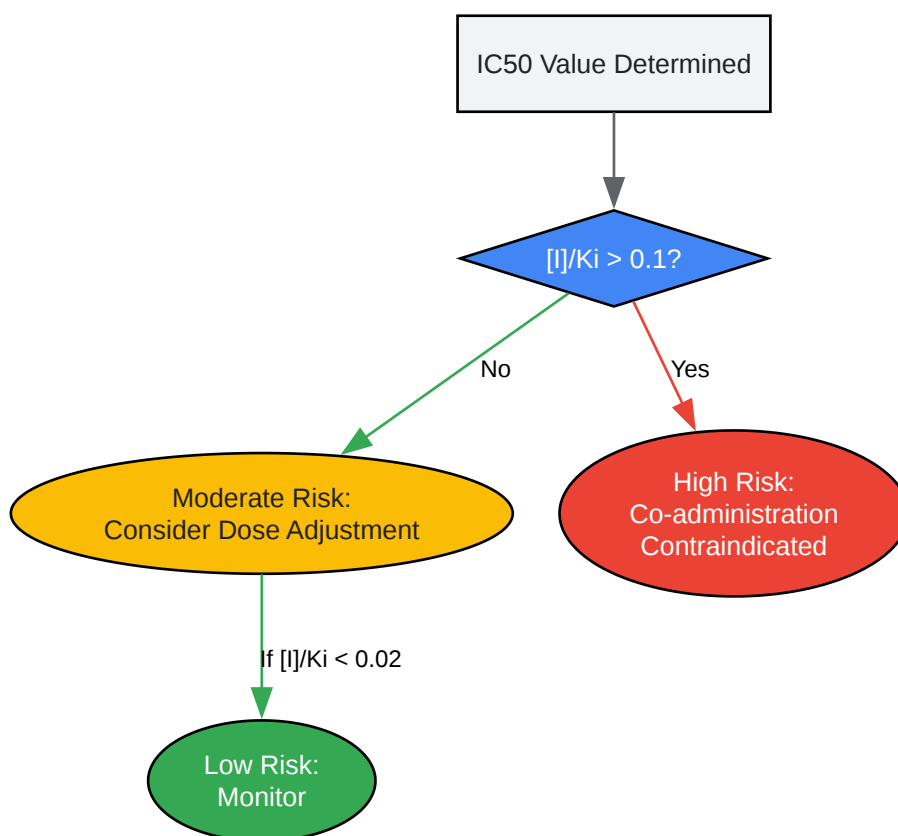 IC50 Value Determined
[I]/Ki > 0.1?
No
Yes
Moderate Risk:
Consider Dose Adjustment
High Risk:
Co-administration
Contraindicated
If [I]/Ki < 0.02
Low Risk:
Monitor